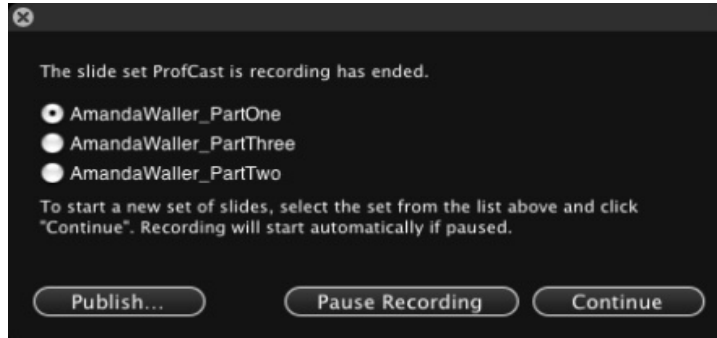 The slide set ProfCast is recording has ended.
AmandaWaller_PartOne
AmandaWaller_PartThree
AmandaWaller_PartTwo
To start a new set of slides, select the set from the list above and click
"Continue". Recording will start automatically if paused.
Publish... Pause Recording Continue